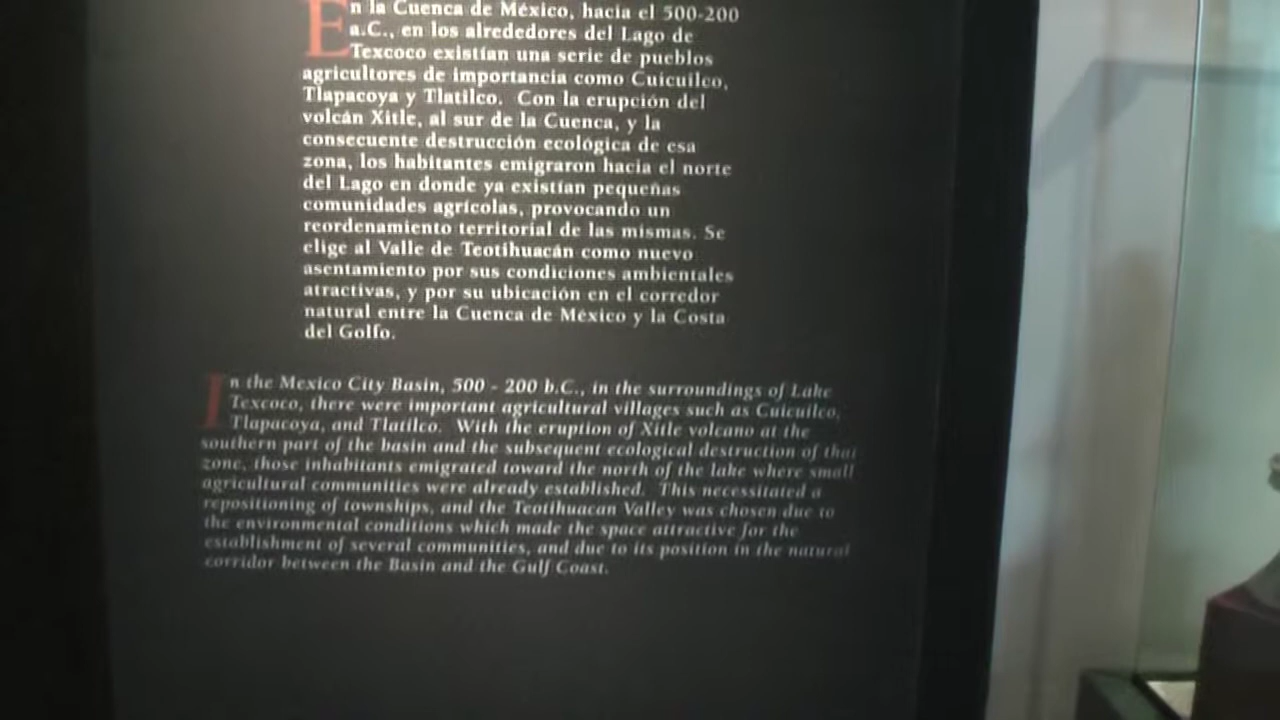 En la Cuenca de México, hacia el 500-200
a.C., en los alrededores del Lago de
Texcoco existían una serie de pueblos
agricultores de importancia como Cuicuilco,
Tlapacoya y Tlatilco. Con la erupción del
volcán Xitle, al sur de la Cuenca, y la
consecuente destrucción ecológica de esa
zona, los habitantes emigraron hacia el norte
del Lago en donde ya existían pequeñas
comunidades agrícolas, provocando un
reordenamiento territorial de las mismas. Se
elige al Valle de Teotihuacán como nuevo
asentamiento por sus condiciones ambientales
atractivas, y por su ubicación en el corredor
natural entre la Cuenca de México y la Costa
del Golfo.
In the Mexico City Basin, 500 - 200 b.C., in the surroundings of Lake
Texcoco, there were important agricultural villages such as Cuicuilco,
Tlapacoya, and Tlatilco. With the eruption of Xitle volcano at the
southern part of the basin and the subsequent ecological destruction of that
zone, those inhabitants emigrated toward the north of the lake where small
agricultural communities were already established. This necessitated a
repositioning of townships, and the Teotihuacan Valley was chosen due to
the environmental conditions which made the space attractive for the
establishment of several communities, and due to its position in the natural
corridor between the Basin and the Gulf Coast.